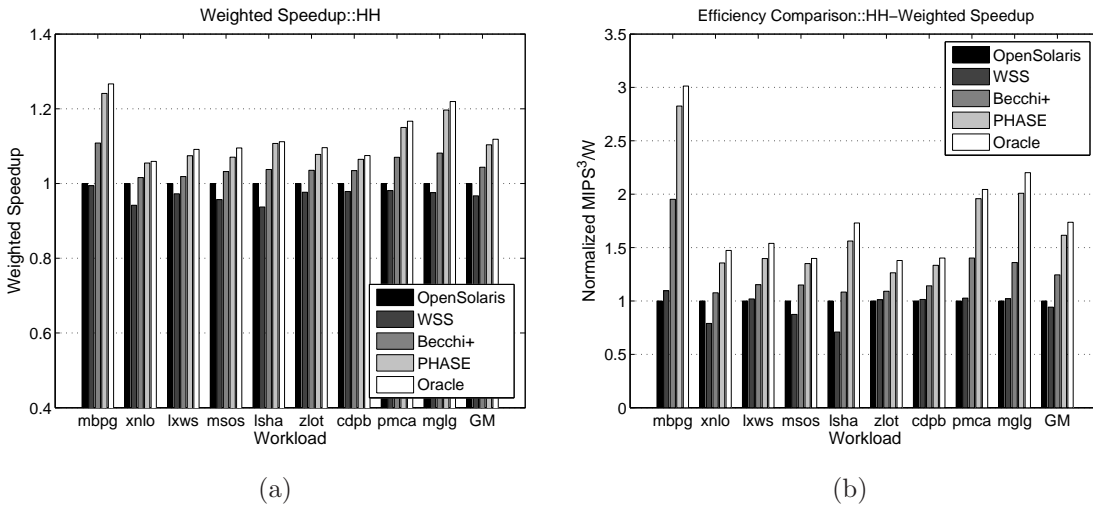 Weighted Speedup::HH
1.4
1.2
1
0.8
0.6
0.4
Weighted Speedup
OpenSolaris
WSS
Becchi+
PHASE
Oracle
mbpg xnlo lxws msos lsha zlot cdpb pmca mglg GM
Workload
(a)
Efficiency Comparison::HH−Weighted Speedup
3.5
3
2.5
2
1.5
1
0.5
0
Normalized MIPS³/W
OpenSolaris
WSS
Becchi+
PHASE
Oracle
mbpg xnlo lxws msos lsha zlot cdpb pmca mglg GM
Workload
(b)